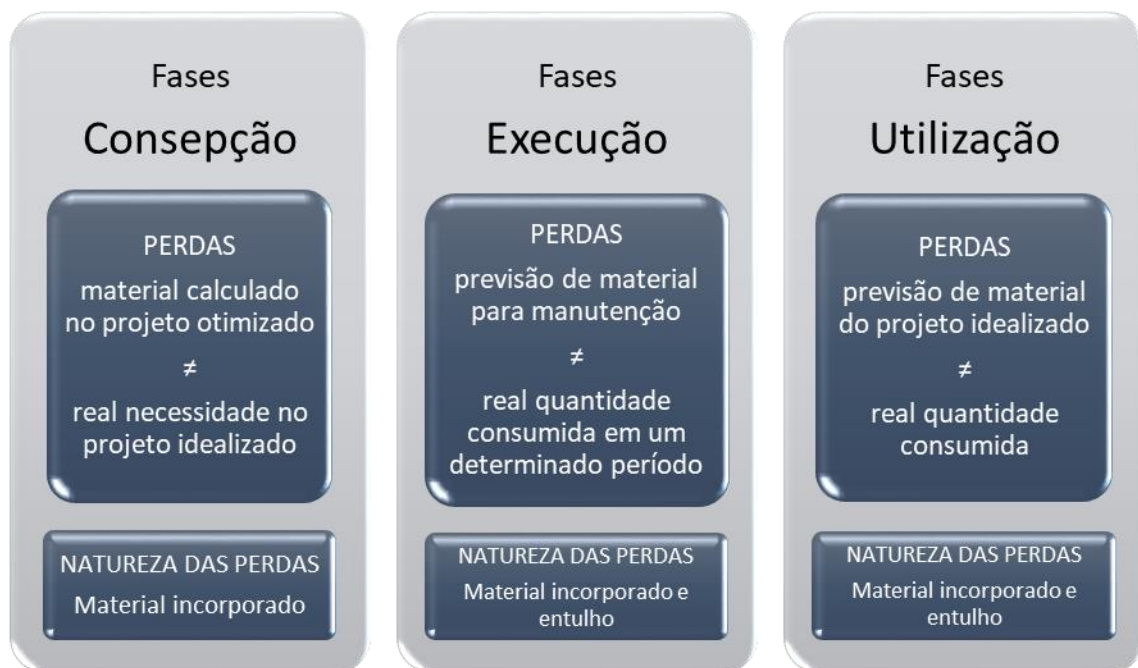 Fases
Consepção
PERDAS
material calculado
no projeto otimizado
≠
real necessidade no
projeto idealizado
NATUREZA DAS PERDAS
Material incorporado
Fases
Execução
PERDAS
previsão de material
para manutenção
≠
real quantidade
consumida em um
determinado período
NATUREZA DAS PERDAS
Material incorporado e
entulho
Fases
Utilização
PERDAS
previsão de material
do projeto idealizado
≠
real quantidade
consumida
NATUREZA DAS PERDAS
Material incorporado e
entulho